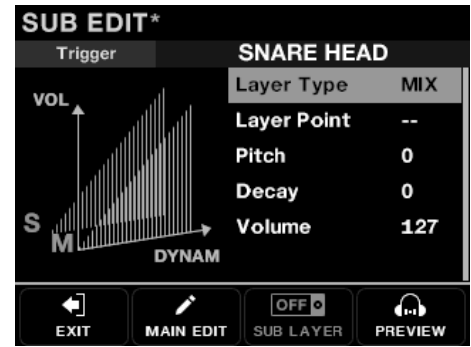 SUB EDIT*
Trigger
SNARE HEAD
VOL
S
M
DYNAM
Layer Type MIX
Layer Point --
Pitch 0
Decay 0
Volume 127
EXIT
MAIN EDIT
OFF
SUB LAYER
PREVIEW